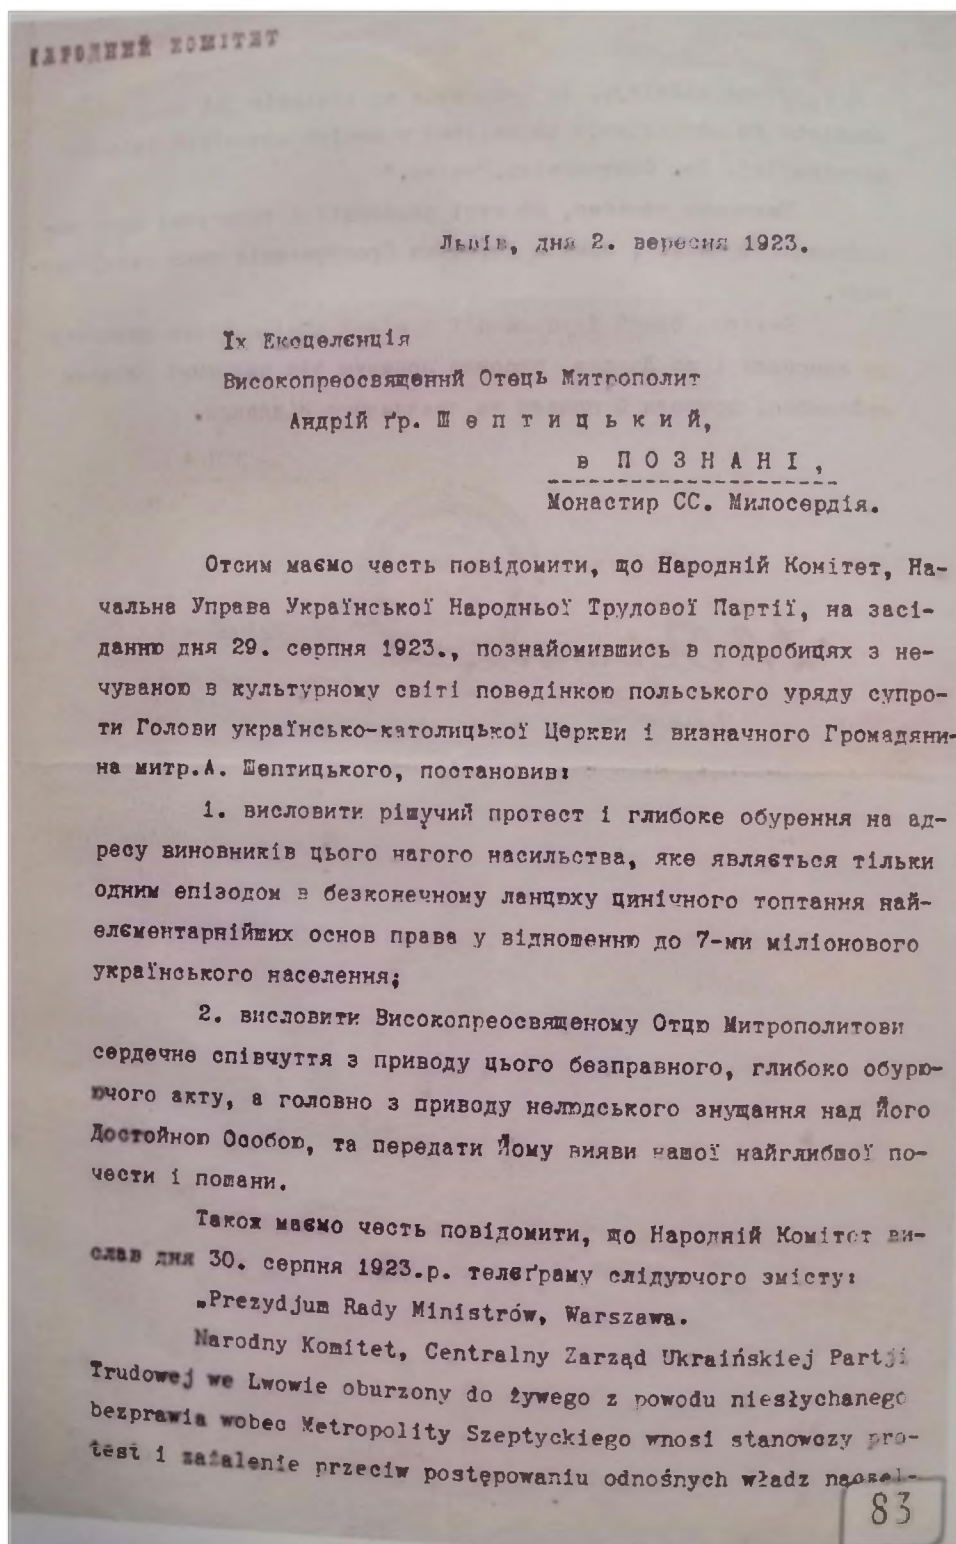 НАРОДНИЙ КОМІТЕТ
Львів, дня 2. вересня 1923.
Їх Екоцелєнція
Високопреосвященнй Отець Митрополит
Андрій ґр. Ш е п т и ц ь к и й,
в П О З Н А Н І ,
Монастир СС. Милосердія.
Отсим маємо честь повідомити, що Народній Комітет, На-
чальна Управа Української Народньої Трудової Партії, на засі-
данню дня 29. серпня 1923., познайомившись в подробицях з не-
чуваною в культурному світі поведінкою польського уряду супро-
ти Голови українсько-католицької Церкви і визначного Громадяни-
на митр.А. Шептицького, постановив:
1. висловити рішучий протест і глибоке обурення на ад-
ресу виновників цього нагого насильства, яке являється тільки
одним епізодом в безконечному ланцюху цинічного топтання най-
елєментарнійших основ права у відношенню до 7-ми міліонового
українського населення;
2. висловити Високопреосвященому Отцю Митрополитови
сердечне співчуття з приводу цього безправного, глибоко обурю-
ючого акту, а головно з приводу нелюдського знущання над Його
Достойною Особою, та передати Йому вияви нашої найглибшої по-
чести і пошани.
Також маємо честь повідомити, що Народній Комітет ви-
слав дня 30. серпня 1923.р. телєґраму слідуючого змісту:
„Prezydjum Rady Ministrów, Warszawa.
Narodny Komitet, Centralny Zarząd Ukraińskiej Partji
Trudowej we Lwowie oburzony do żywego z powodu niesłychanego
bezprawia wobec Metropolity Szeptyckiego wnosi stanowczy pro-
test i zażalenie przeciw postępowaniu odnośnych władz naczel-
83